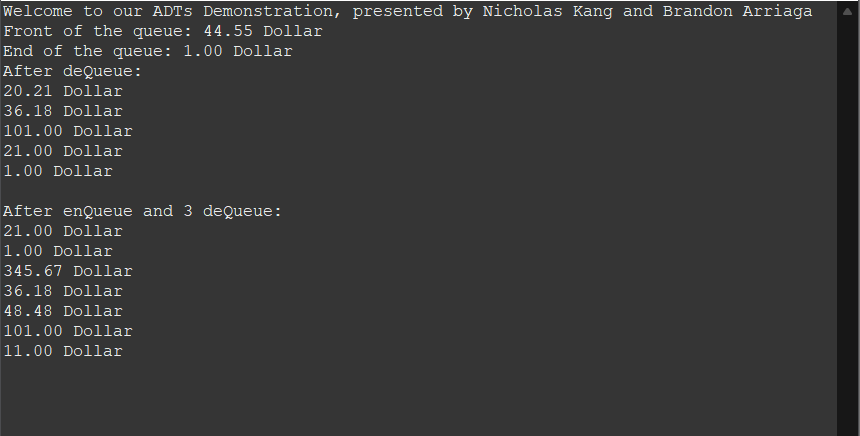 Welcome to our ADTs Demonstration, presented by Nicholas Kang and Brandon Arriaga
Front of the queue: 44.55 Dollar
End of the queue: 1.00 Dollar
After deQueue:
20.21 Dollar
36.18 Dollar
101.00 Dollar
21.00 Dollar
1.00 Dollar
After enQueue and 3 deQueue:
21.00 Dollar
1.00 Dollar
345.67 Dollar
36.18 Dollar
48.48 Dollar
101.00 Dollar
11.00 Dollar